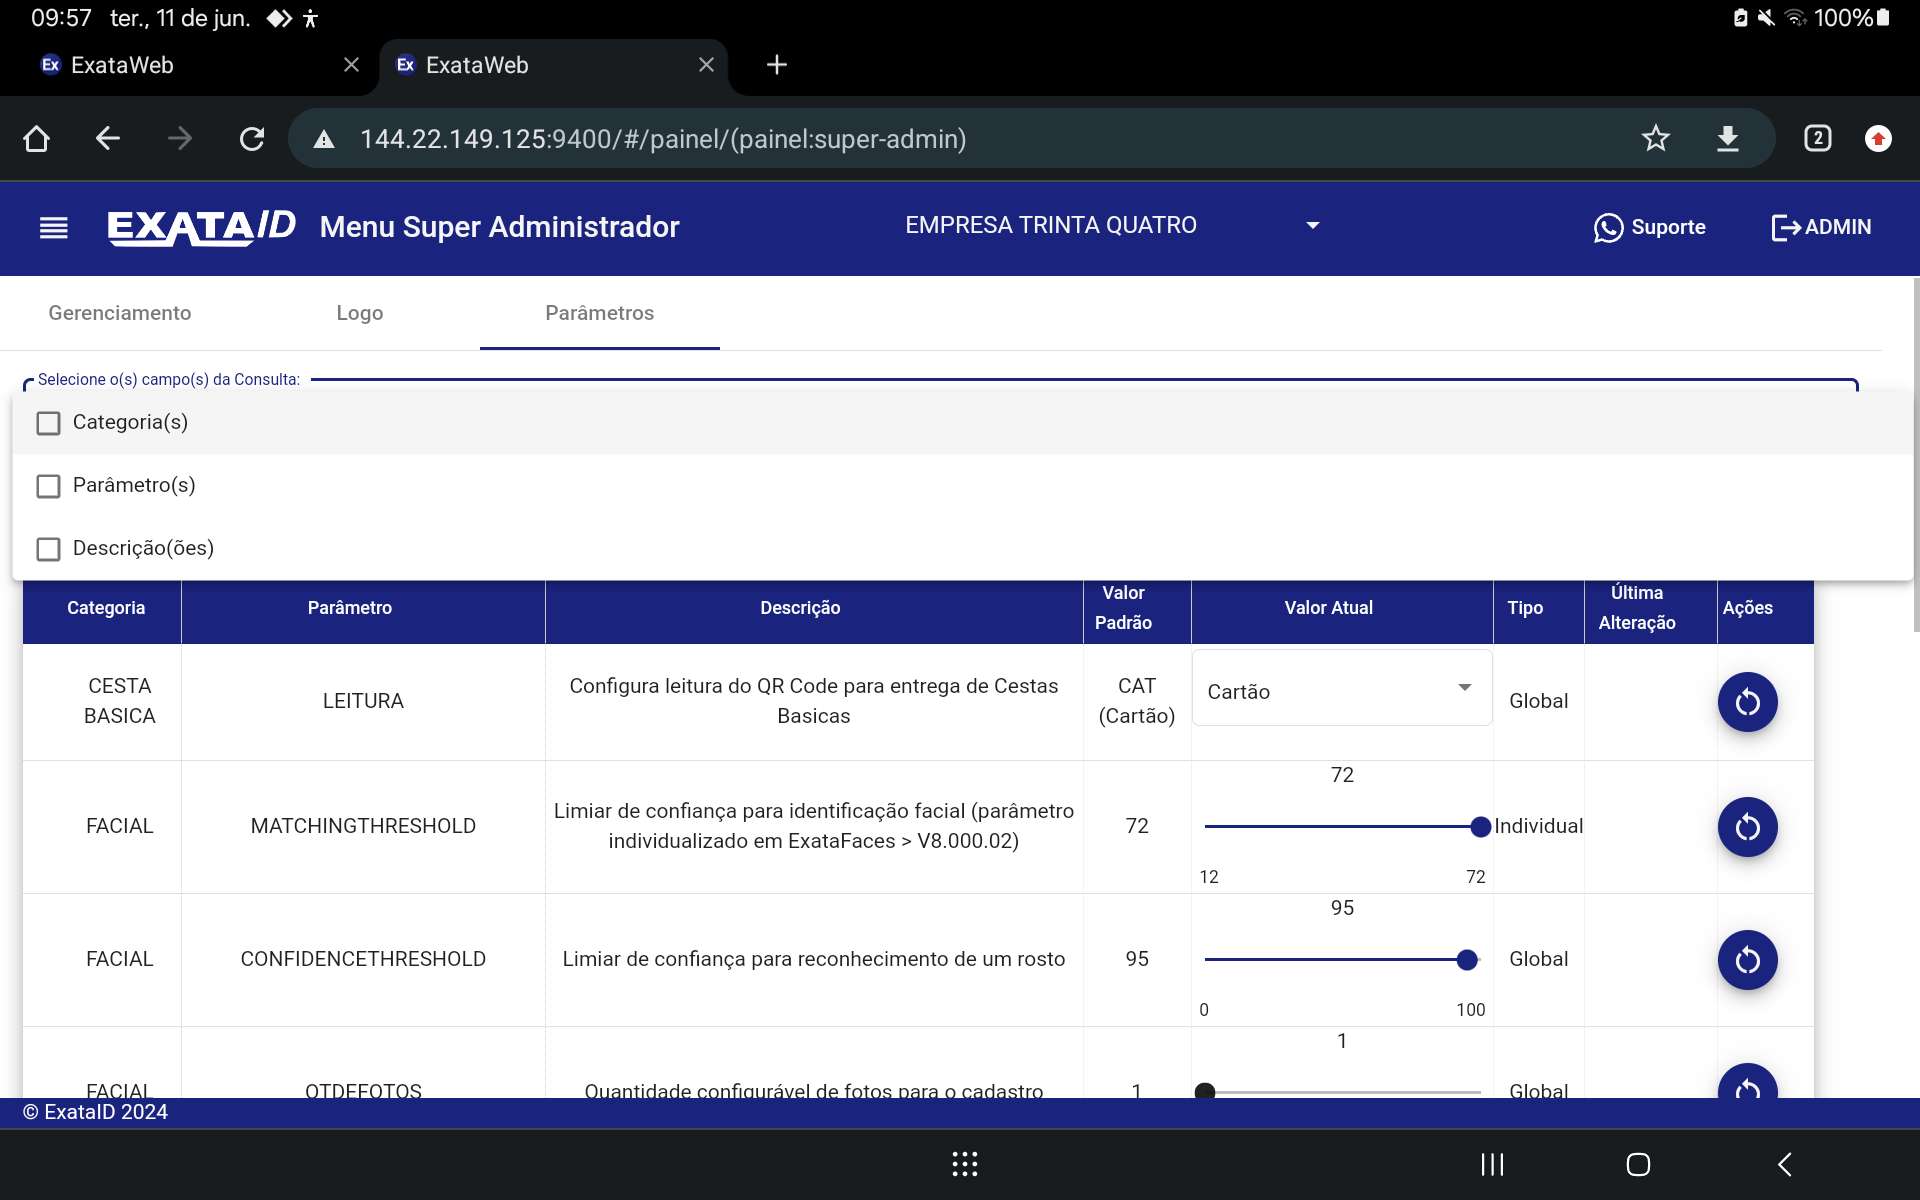 09:57 ter., 11 de jun. 100%
Ex ExataWeb Ex ExataWeb
144.22.149.125:9400/#/painel/(painel:super-admin) 2
EXATAID Menu Super Administrador EMPRESA TRINTA QUATRO Suporte ADMIN
Gerenciamento Logo Parâmetros
Selecione o(s) campo(s) da Consulta:
Categoria(s)
Parâmetro(s)
Descrição(ões)
Categoria Parâmetro Descrição Valor Padrão Valor Atual Tipo Última Alteração Ações
CESTA BASICA LEITURA Configura leitura do QR Code para entrega de Cestas Basicas CAT (Cartão) Cartão Global
72
FACIAL MATCHINGTHRESHOLD Limiar de confiança para identificação facial (parâmetro individualizado em ExataFaces > V8.000.02) 72 Individual
12 72
95
FACIAL CONFIDENCETHRESHOLD Limiar de confiança para reconhecimento de um rosto 95 Global
0 100
1
FACIAL QTDEFOTOS Quantidade configurável de fotos para o cadastro 1 Global
© ExataID 2024